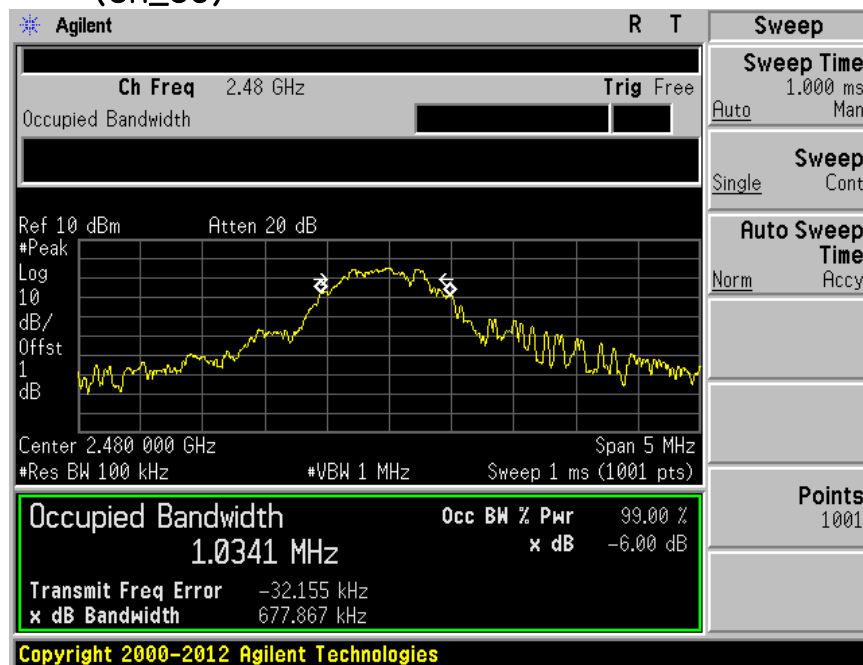 Agilent R T Sweep
Ch Freq 2.48 GHz Trig Free
Occupied Bandwidth
Sweep Time
1.000 ms
Auto Man
Sweep
Single Cont
Auto Sweep
Time
Norm Accy
Ref 10 dBm Atten 20 dB
#Peak
Log
10
dB/
Offst
1
dB
Center 2.480 000 GHz Span 5 MHz
#Res BW 100 kHz #VBW 1 MHz Sweep 1 ms (1001 pts)
Points
1001
Occupied Bandwidth Occ BW % Pwr 99.00 %
1.0341 MHz x dB -6.00 dB
Transmit Freq Error -32.155 kHz
x dB Bandwidth 677.867 kHz
Copyright 2000-2012 Agilent Technologies